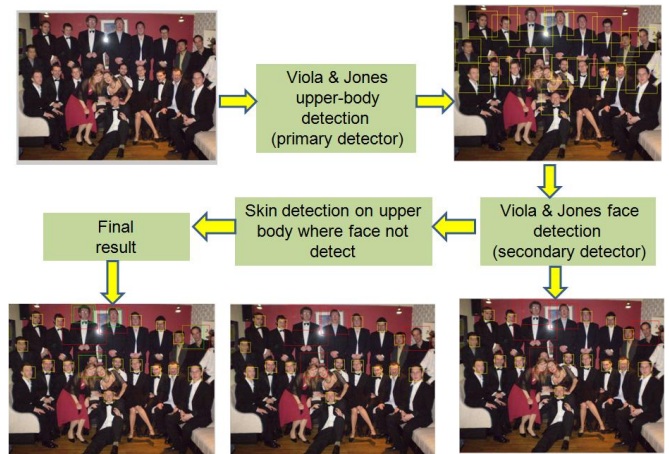 Viola & Jones
upper-body
detection
(primary detector)
Viola & Jones face
detection
(secondary detector)
Skin detection on upper
body where face not
detect
Final
result